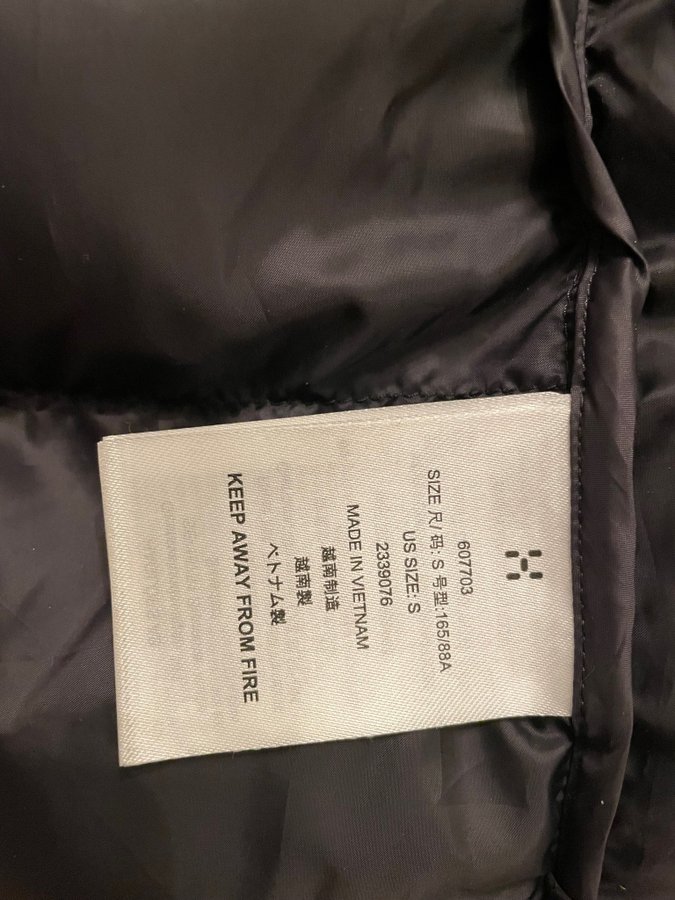 607703
SIZE 尺/ 码: S 号型:165/88A
US SIZE: S
2339076
MADE IN VIETNAM
越南制造
越南製
ベトナム製
KEEP AWAY FROM FIRE